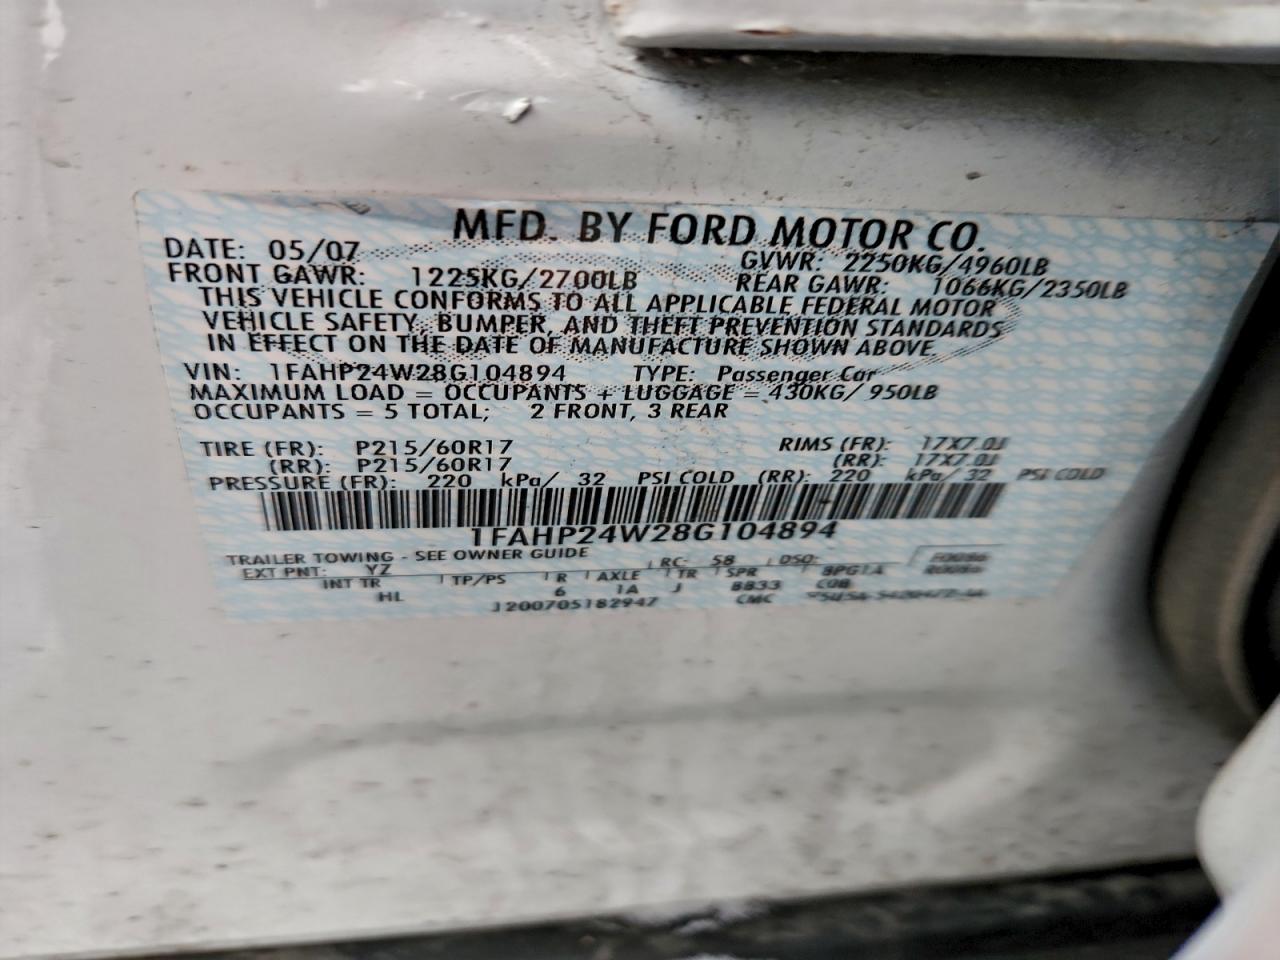 MFD. BY FORD MOTOR CO.
DATE: 05/07 GVWR: 2250KG/4960LB
FRONT GAWR: 1225KG/2700LB REAR GAWR: 1066KG/2350LB
THIS VEHICLE CONFORMS TO ALL APPLICABLE FEDERAL MOTOR
VEHICLE SAFETY, BUMPER, AND THEFT PREVENTION STANDARDS
IN EFFECT ON THE DATE OF MANUFACTURE SHOWN ABOVE.
VIN: 1FAHP24W28G104894 TYPE: Passenger Car
MAXIMUM LOAD = OCCUPANTS + LUGGAGE = 430KG/ 950LB
OCCUPANTS = 5 TOTAL; 2 FRONT, 3 REAR
TIRE (FR): P215/60R17 RIMS (FR): 17X7.0J
(RR): P215/60R17 (RR): 17X7.0J
PRESSURE (FR): 220 kPa/ 32 PSI COLD (RR): 220 kPa/ 32 PSI COLD
1FAHP24W28G104894
TRAILER TOWING - SEE OWNER GUIDE
EXT PNT: YZ RC: 58 DSO:
INT TR TP/PS R AXLE TR SPR
HL 6 1A J BB33
J200705182947 CMC